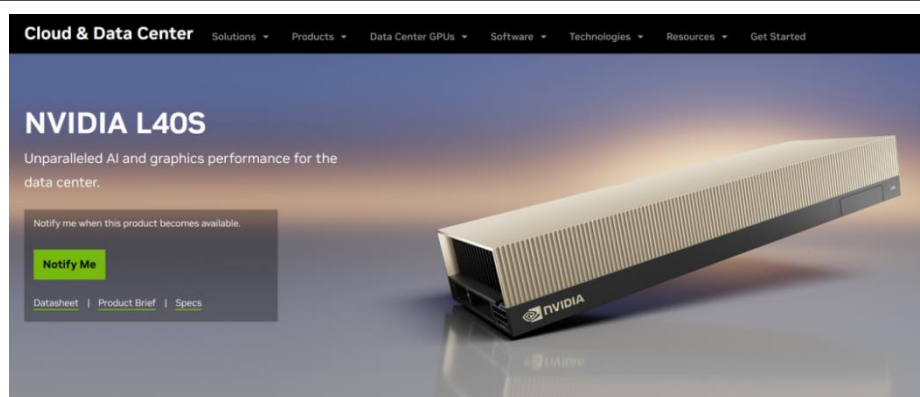 Cloud & Data Center Solutions Products Data Center GPUs Software Technologies Resources Get Started
NVIDIA L40S
Unparalleled AI and graphics performance for the
data center.
Notify me when this product becomes available.
Notify Me
Datasheet | Product Brief | Specs
NVIDIA